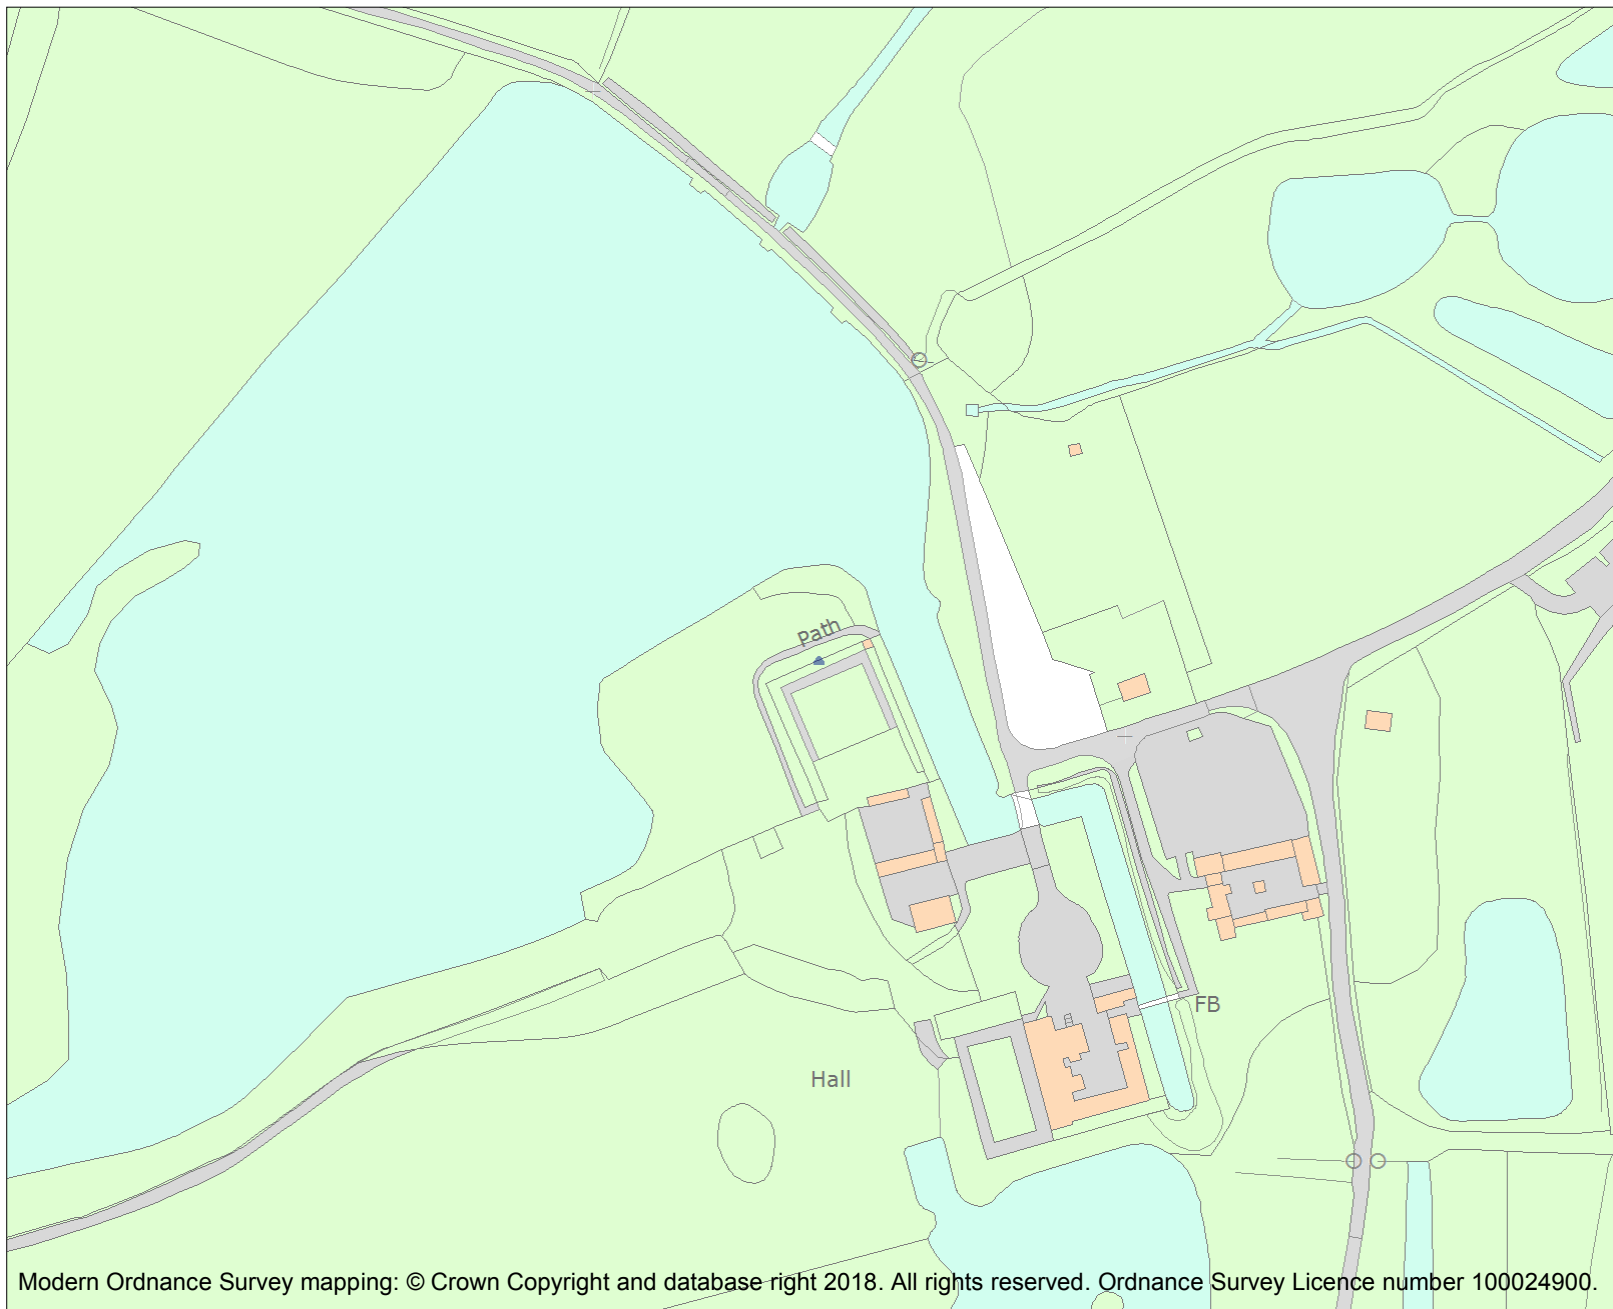 Path
FB
Hall
Modern Ordnance Survey mapping: © Crown Copyright and database right 2018. All rights reserved. Ordnance Survey Licence number 100024900.